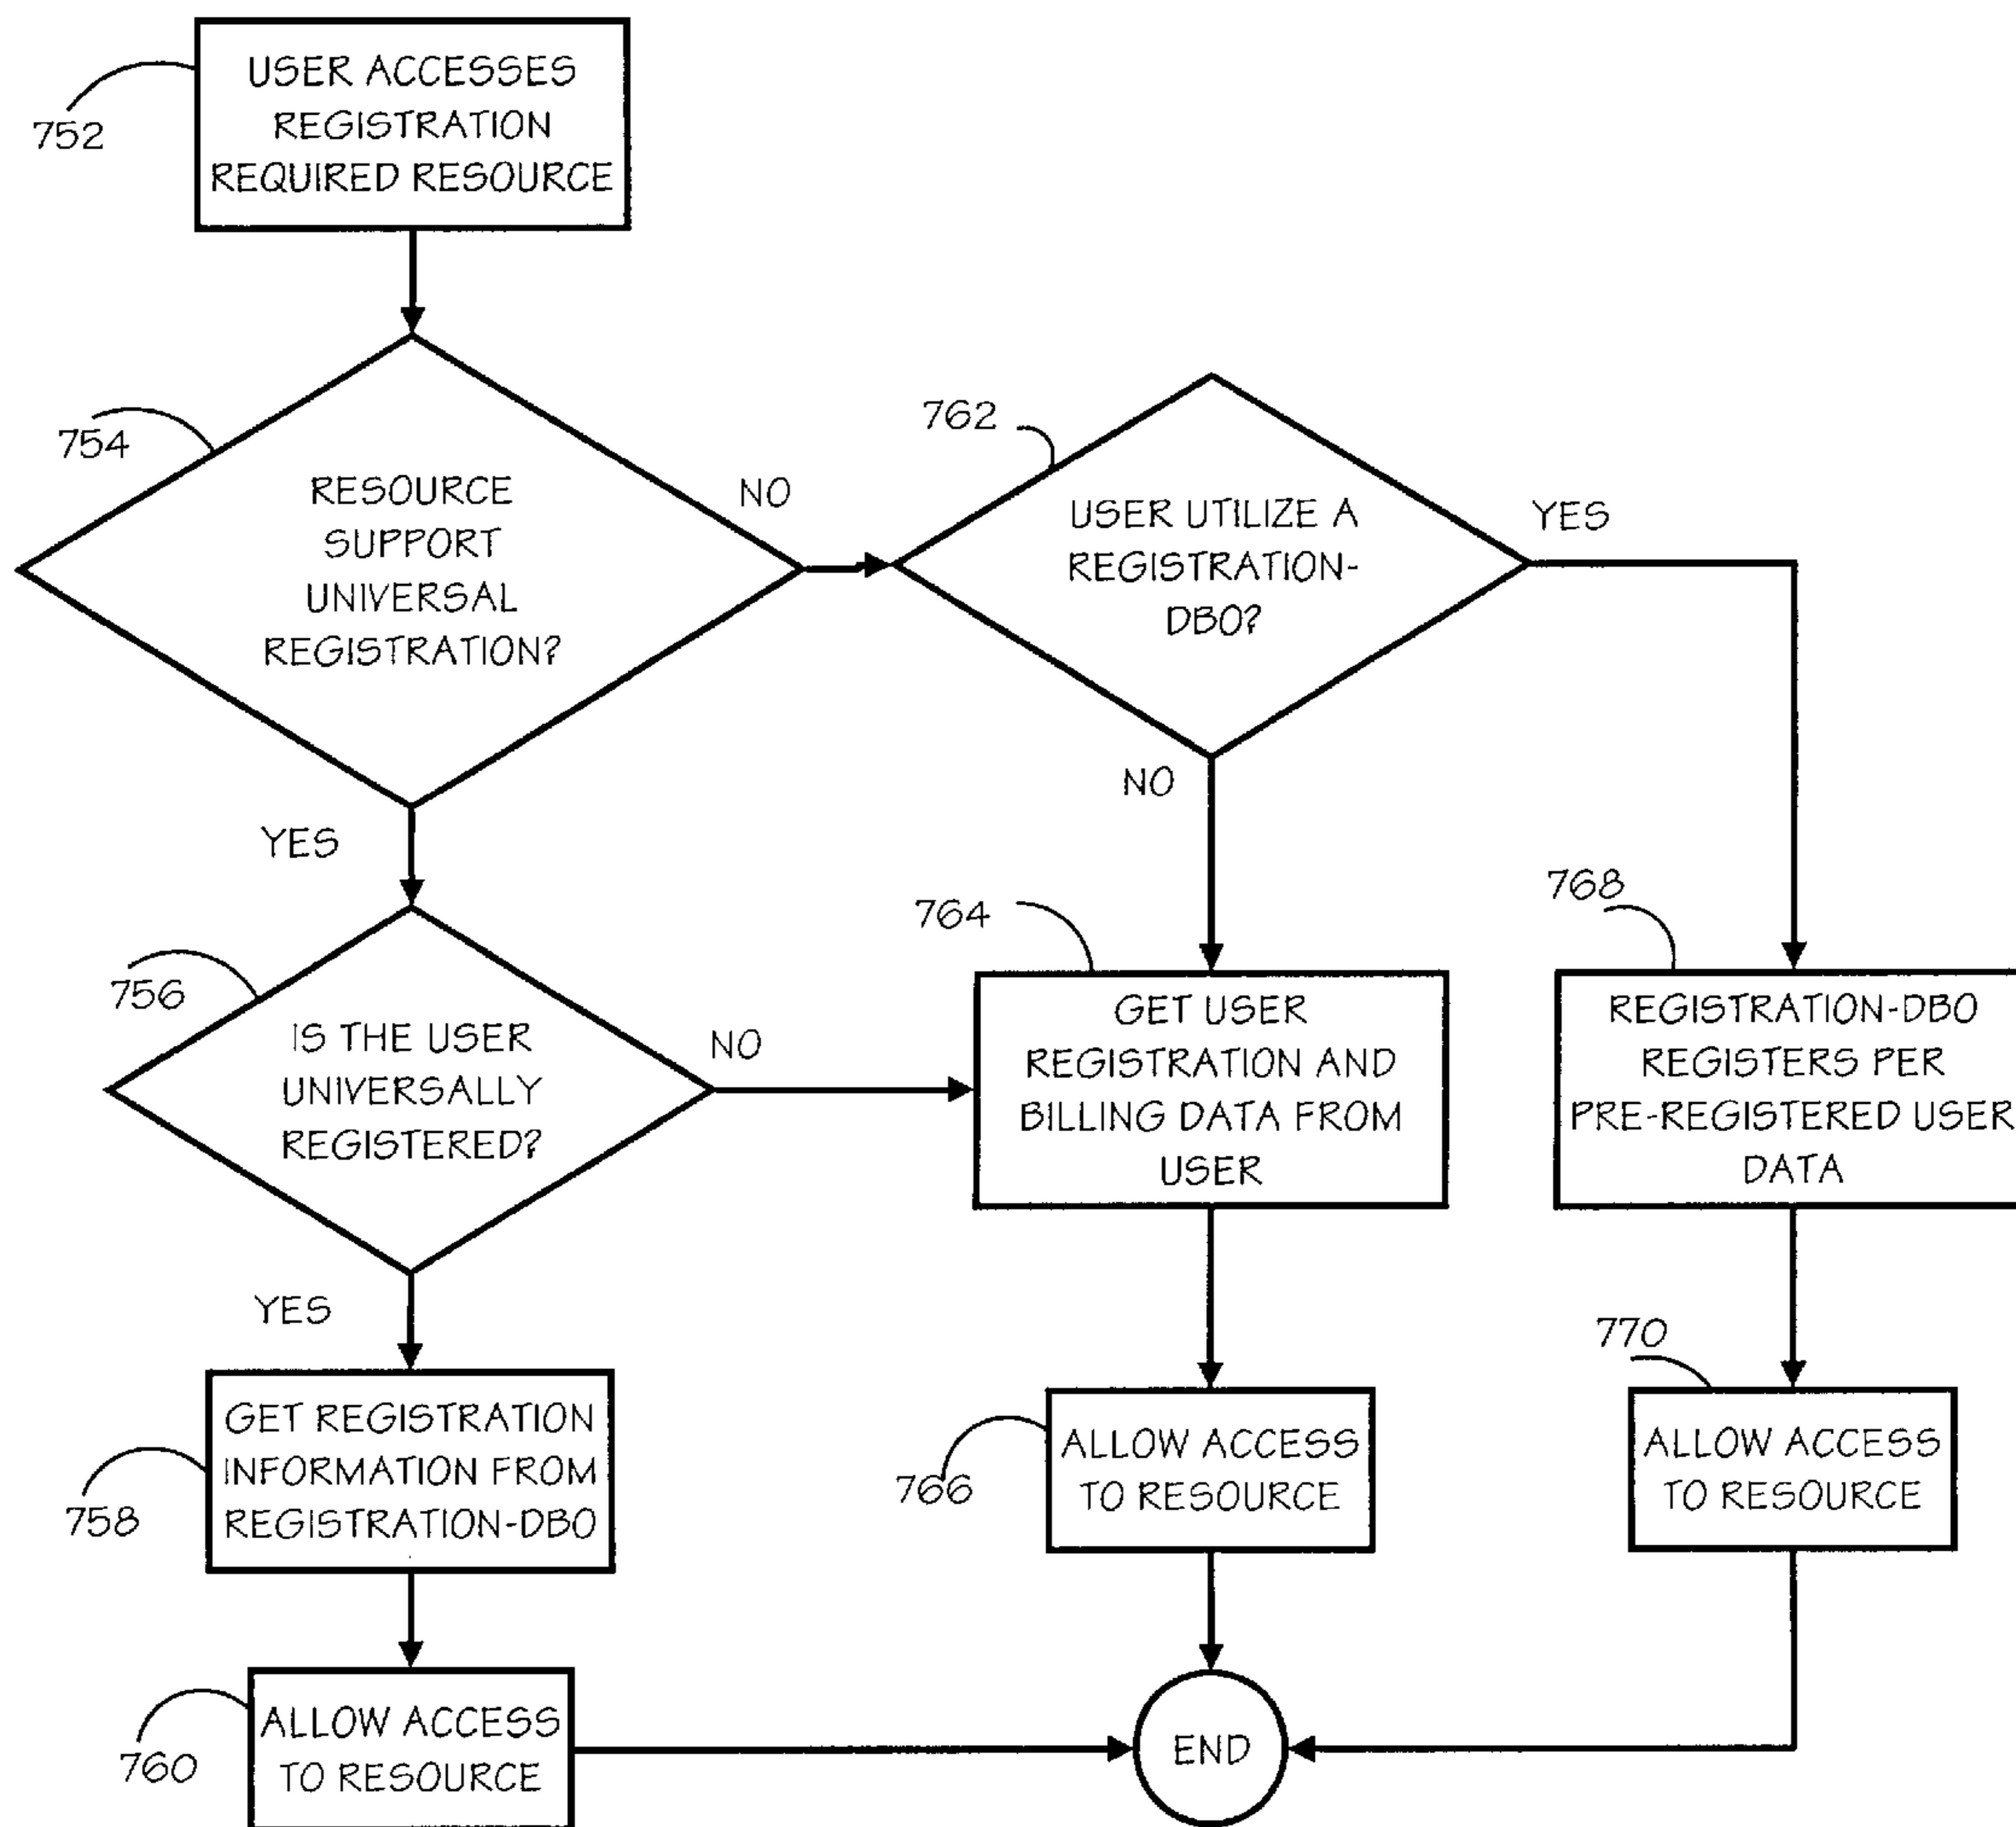 USER ACCESSES
REGISTRATION
REQUIRED RESOURCE
752
754
RESOURCE
SUPPORT
UNIVERSAL
REGISTRATION?
NO
762
USER UTILIZE A
REGISTRATION-
DBO?
YES
NO
YES
756
IS THE USER
UNIVERSALLY
REGISTERED?
NO
764
GET USER
REGISTRATION AND
BILLING DATA FROM
USER
768
REGISTRATION-DBO
REGISTERS PER
PRE-REGISTERED USER
DATA
YES
758
GET REGISTRATION
INFORMATION FROM
REGISTRATION-DBO
766
ALLOW ACCESS
TO RESOURCE
770
ALLOW ACCESS
TO RESOURCE
760
ALLOW ACCESS
TO RESOURCE
END